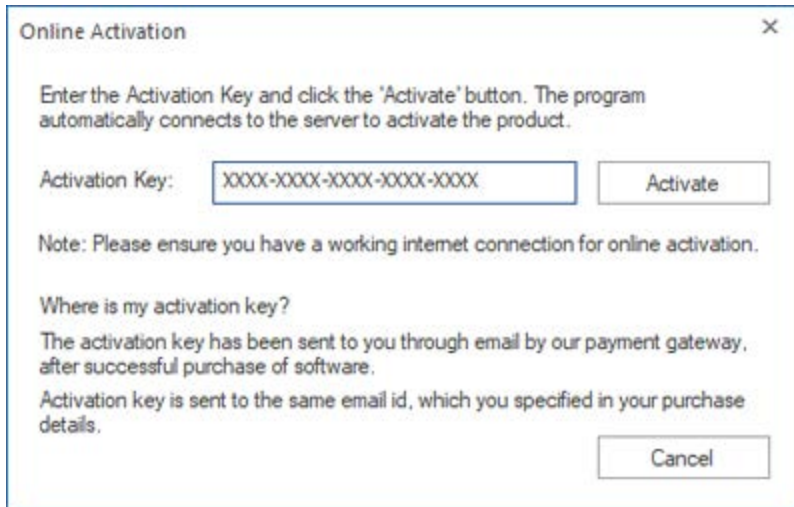 Online Activation
Enter the Activation Key and click the 'Activate' button. The program
automatically connects to the server to activate the product.
Activation Key: XXXX-XXXX-XXXX-XXXX-XXXX Activate
Note: Please ensure you have a working internet connection for online activation.
Where is my activation key?
The activation key has been sent to you through email by our payment gateway,
after successful purchase of software.
Activation key is sent to the same email id, which you specified in your purchase
details.
Cancel